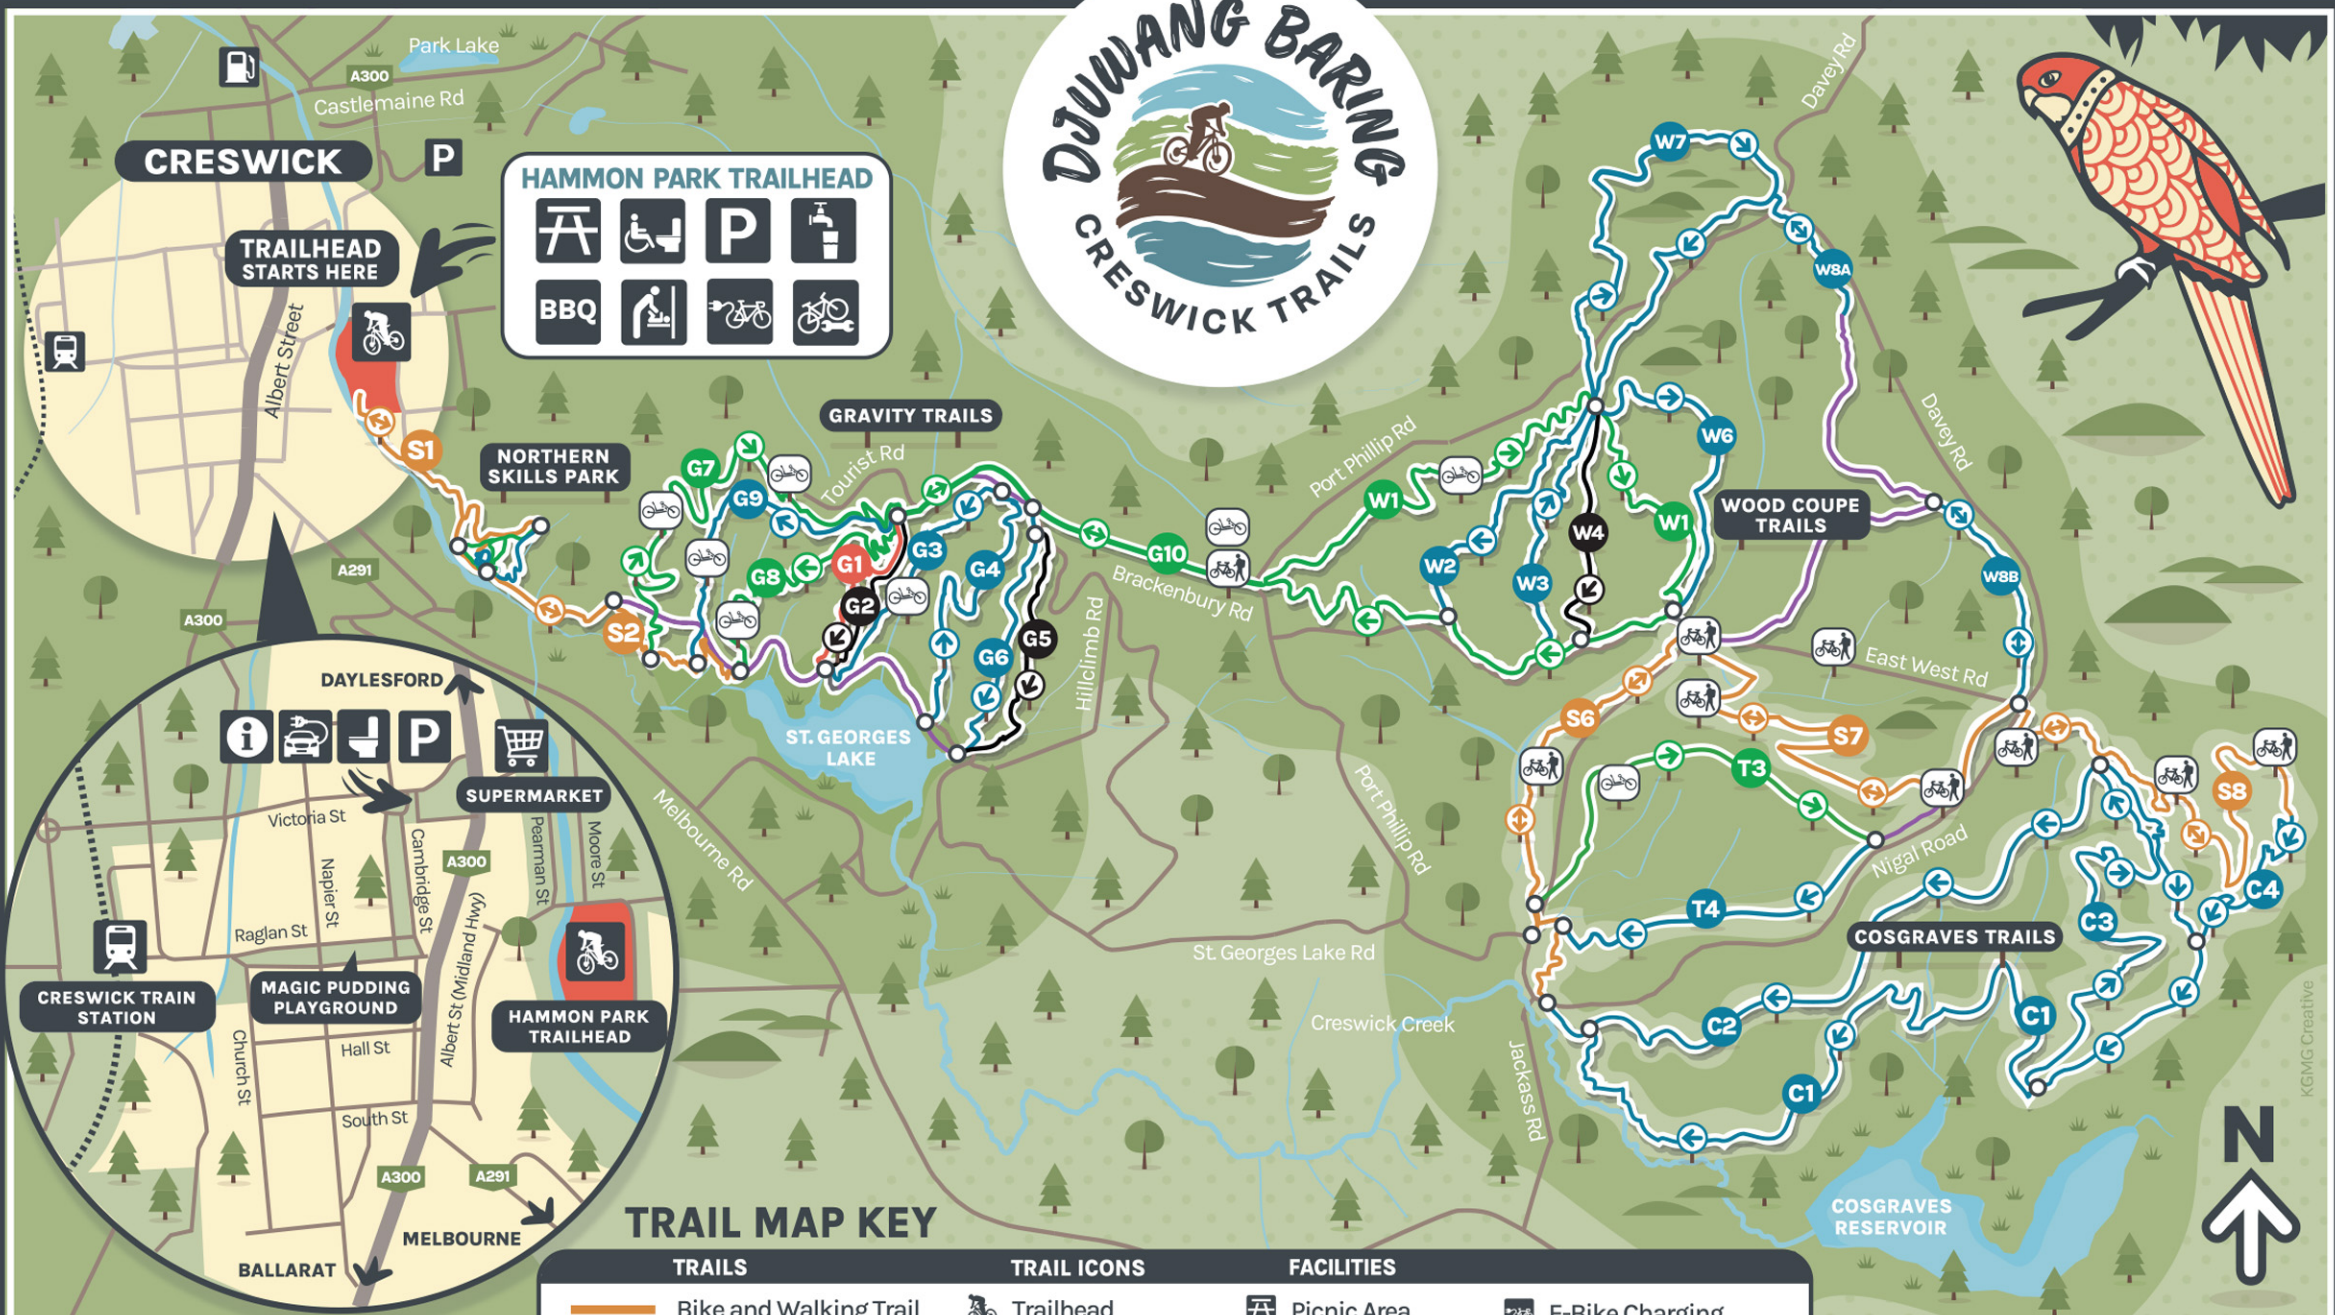 DJUWANG BARING
CRESWICK TRAILS
Park Lake
A300
Castlemaine Rd
CRESWICK
P
TRAILHEAD
STARTS HERE
Albert Street
S1
HAMMON PARK TRAILHEAD
P
BBQ
NORTHERN
SKILLS PARK
GRAVITY TRAILS
Tourist Rd
G7
G9
G8
G1
G2
G3
G4
G5
G6
G10
S2
A291
A300
Brackenbury Rd
Hillclimb Rd
ST. GEORGES
LAKE
Melbourne Rd
Port Phillip Rd
Davey Rd
W7
W8A
W6
W1
W1
W2
W3
W4
WOOD COUPE
TRAILS
Davey Rd
W8B
East West Rd
S6
S7
T3
T4
S8
Nigal Road
Port Phillip Rd
St. Georges Lake Rd
Creswick Creek
Jackass Rd
COSGRAVES TRAILS
C4
C3
C1
C2
C1
COSGRAVES
RESERVOIR
KGMG Creative
N
DAYLESFORD
i
P
SUPERMARKET
Victoria St
Napier St
Cambridge St
A300
Pearman St
Moore St
Raglan St
CRESWICK TRAIN
STATION
MAGIC PUDDING
PLAYGROUND
Albert St (Midland Hwy)
HAMMON PARK
TRAILHEAD
Church St
Hall St
South St
A300
A291
MELBOURNE
BALLARAT
TRAIL MAP KEY
TRAILS
TRAIL ICONS
FACILITIES
Bike and Walking Trail
Trailhead
Picnic Area
E-Bike Charging